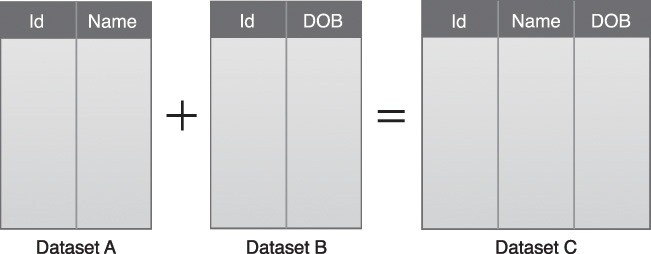 Id Name
Id DOB
Id Name DOB
+
=
Dataset A
Dataset B
Dataset C